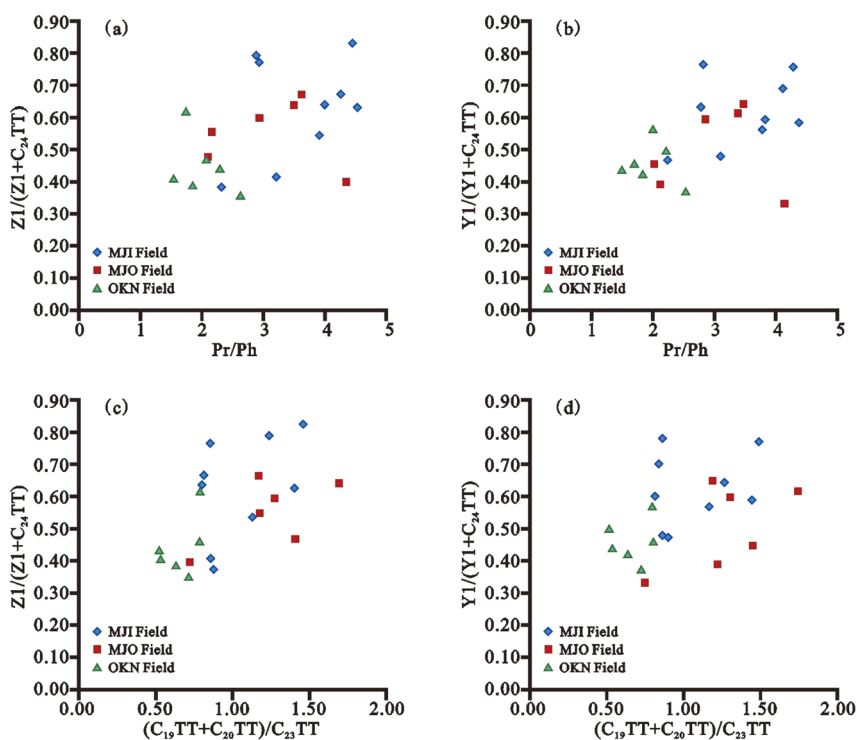 (a)
Z1/(Z1+C24TT)
0.90
0.80
0.70
0.60
0.50
0.40
0.30
0.20
0.10
0.00
MJI Field
MJO Field
OKN Field
0 1 2 3 4 5
Pr/Ph
(b)
Y1/(Y1+C24TT)
0.90
0.80
0.70
0.60
0.50
0.40
0.30
0.20
0.10
0.00
MJI Field
MJO Field
OKN Field
0 1 2 3 4 5
Pr/Ph
(c)
Z1/(Z1+C24TT)
0.90
0.80
0.70
0.60
0.50
0.40
0.30
0.20
0.10
0.00
MJI Field
MJO Field
OKN Field
0.00 0.50 1.00 1.50 2.00
(C19TT+C20TT)/C23TT
(d)
Y1/(Y1+C24TT)
0.90
0.80
0.70
0.60
0.50
0.40
0.30
0.20
0.10
0.00
MJI Field
MJO Field
OKN Field
0.00 0.50 1.00 1.50 2.00
(C19TT+C20TT)/C23TT